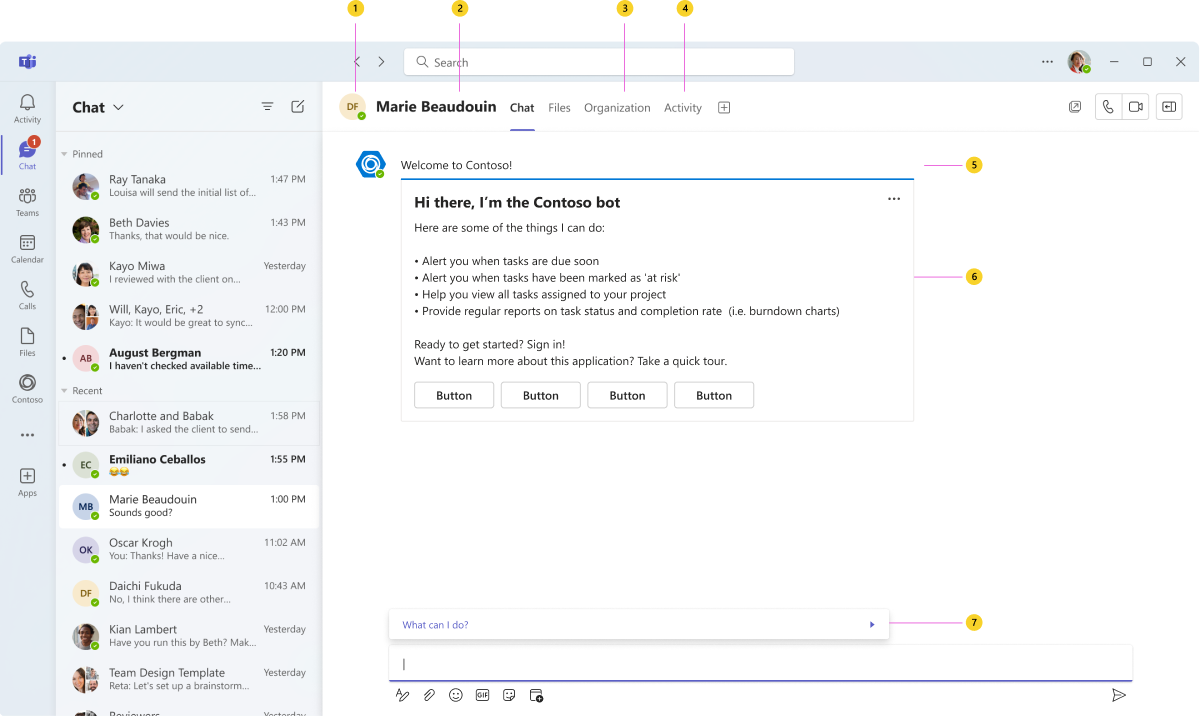 1 2 3 4
Search
Activity
Chat
1
Teams
Calendar
Calls
Files
Contoso
Apps
Chat
Pinned
Ray Tanaka 1:47 PM
Louisa will send the initial list of...
Beth Davies 1:43 PM
Thanks, that would be nice.
Kayo Miwa Yesterday
I reviewed with the client on...
Will, Kayo, Eric, +2 12:00 PM
Kayo: It would be great to sync...
AB August Bergman 1:20 PM
I haven't checked available time...
Recent
Charlotte and Babak 1:58 PM
Babak: I asked the client to send...
EC Emiliano Ceballos 1:55 PM
😂😂
MB Marie Beaudouin 1:00 PM
Sounds good?
OK Oscar Krogh 11:02 AM
You: Thanks! Have a nice...
DF Daichi Fukuda 10:43 AM
No, I think there are other...
Kian Lambert Yesterday
Have you run this by Beth? Mak...
Team Design Template Yesterday
Reta: Let's set up a brainstorm...
Reviewers Yesterday
DF Marie Beaudouin Chat Files Organization Activity
Welcome to Contoso! 5
Hi there, I'm the Contoso bot
Here are some of the things I can do:
• Alert you when tasks are due soon
• Alert you when tasks have been marked as 'at risk' 6
• Help you view all tasks assigned to your project
• Provide regular reports on task status and completion rate (i.e. burndown charts)
Ready to get started? Sign in!
Want to learn more about this application? Take a quick tour.
Button Button Button Button
What can I do? 7
GIF